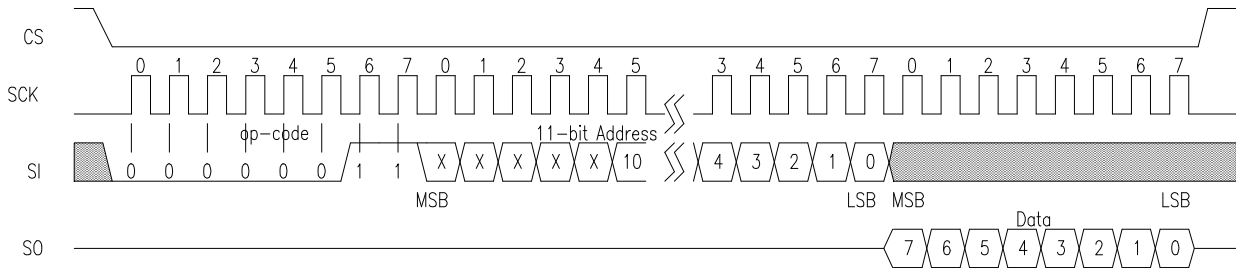 CS
0 1 2 3 4 5 6 7 0 1 2 3 4 5 3 4 5 6 7 0 1 2 3 4 5 6 7
SCK
op-code 11-bit Address
SI 0 0 0 0 0 0 1 1 X X X X X 10 4 3 2 1 0
MSB LSB MSB LSB
Data
SO 7 6 5 4 3 2 1 0